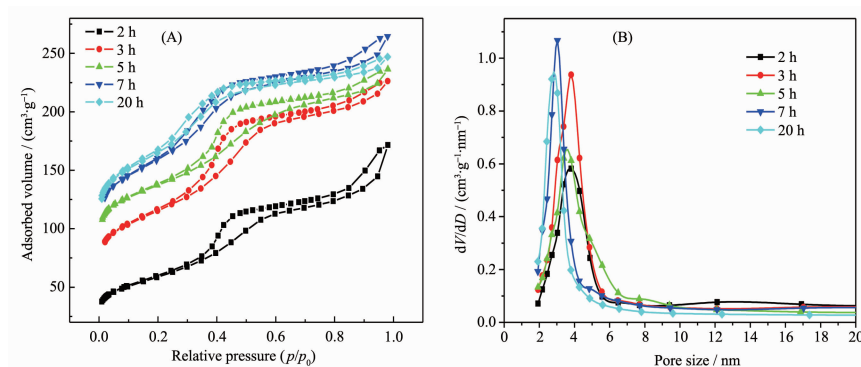 (A)
2 h
3 h
5 h
7 h
20 h
250
200
150
100
50
Adsorbed volume / (cm³·g⁻¹)
0.0 0.2 0.4 0.6 0.8 1.0
Relative pressure (p/p₀)
(B)
2 h
3 h
5 h
7 h
20 h
1.0
0.8
0.6
0.4
0.2
0.0
dV/dD / (cm³·g⁻¹·nm⁻¹)
0 2 4 6 8 10 12 14 16 18 20
Pore size / nm